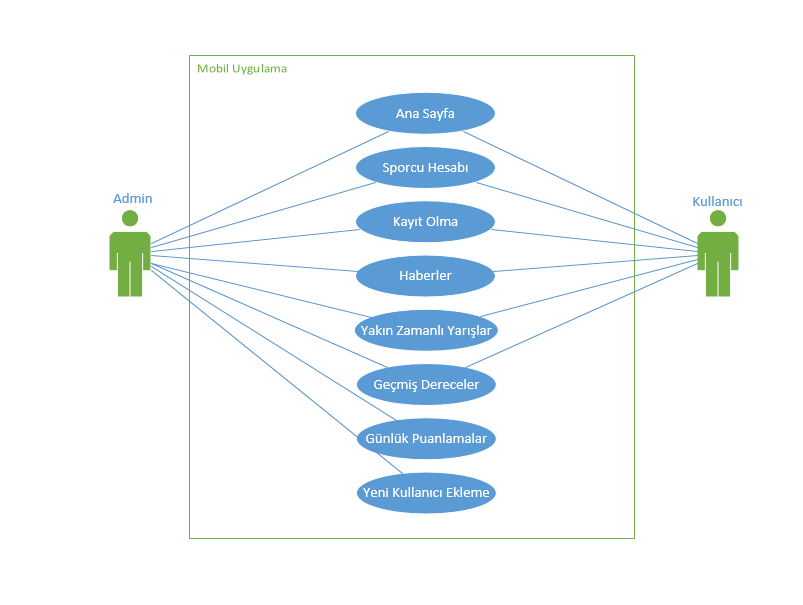 Mobil Uygulama
Ana Sayfa
Sporcu Hesabı
Admin
Kullanıcı
Kayıt Olma
Haberler
Yakın Zamanlı Yarışlar
Geçmiş Dereceler
Günlük Puanlamalar
Yeni Kullanıcı Ekleme